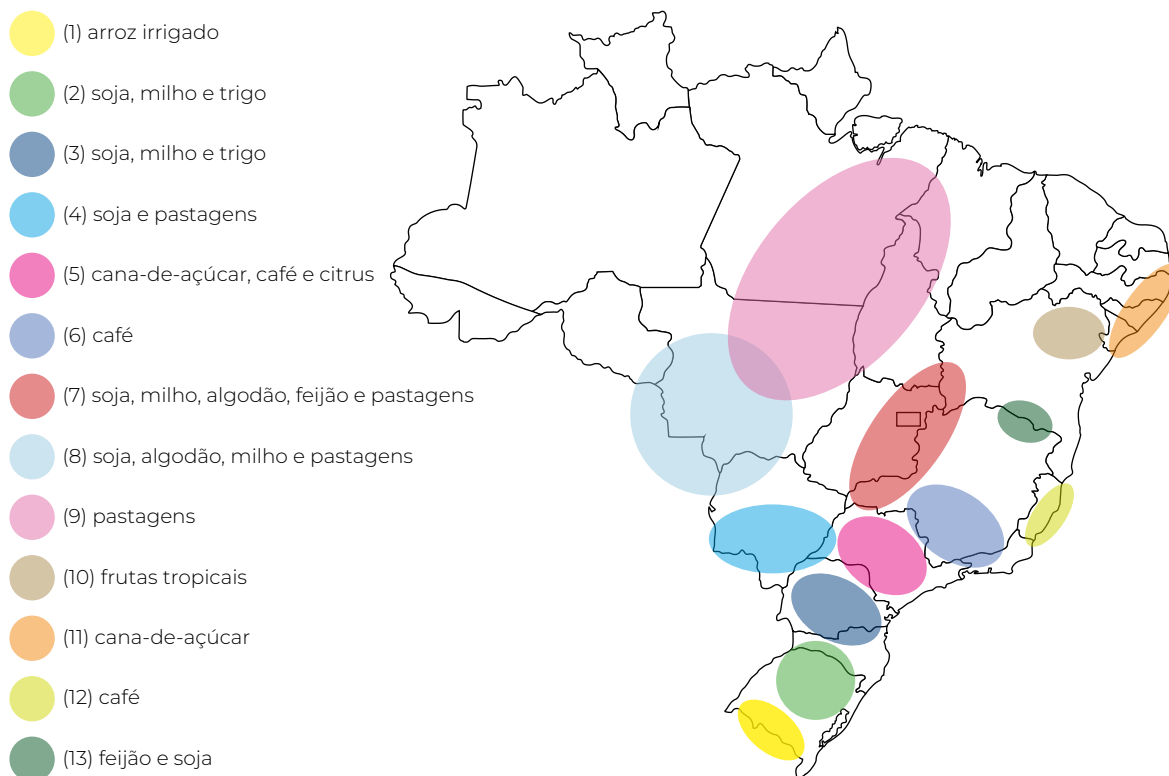 (1) arroz irrigado
(2) soja, milho e trigo
(3) soja, milho e trigo
(4) soja e pastagens
(5) cana-de-açúcar, café e citrus
(6) café
(7) soja, milho, algodão, feijão e pastagens
(8) soja, algodão, milho e pastagens
(9) pastagens
(10) frutas tropicais
(11) cana-de-açúcar
(12) café
(13) feijão e soja